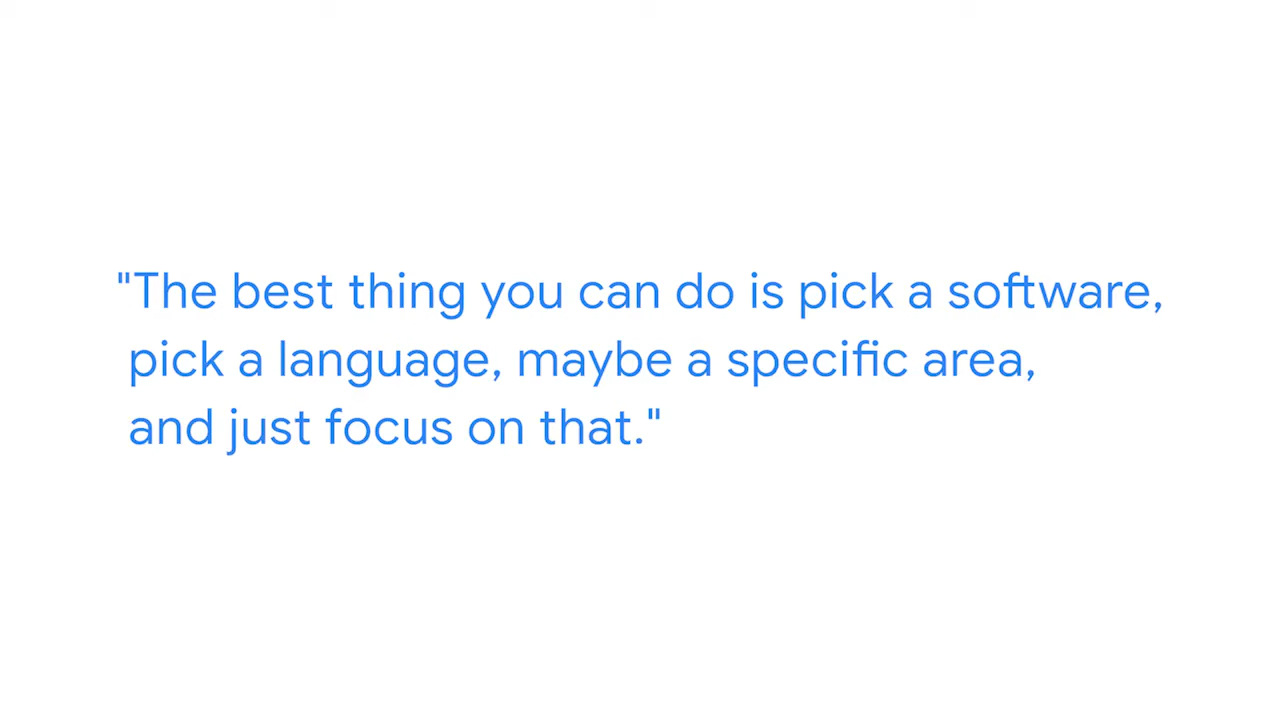 "The best thing you can do is pick a software,
pick a language, maybe a specific area,
and just focus on that."